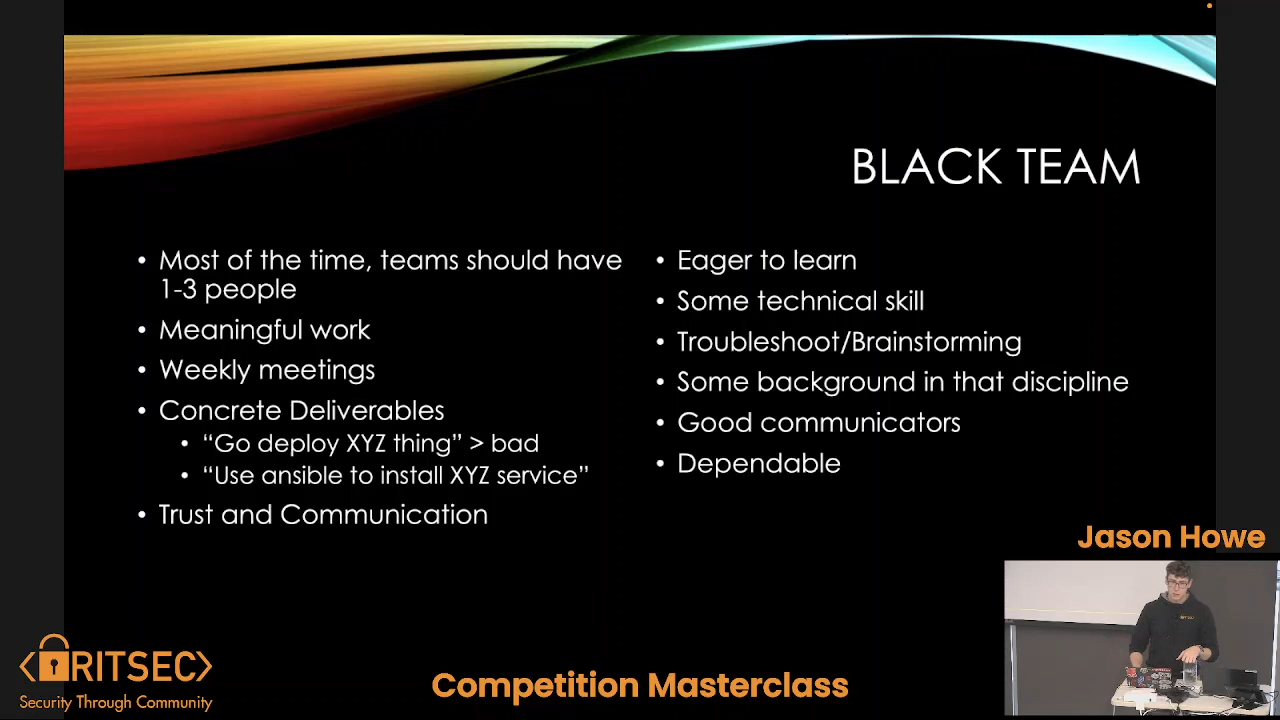 BLACK TEAM
• Most of the time, teams should have
1-3 people
• Meaningful work
• Weekly meetings
• Concrete Deliverables
• “Go deploy XYZ thing” > bad
• “Use ansible to install XYZ service”
• Trust and Communication
• Eager to learn
• Some technical skill
• Troubleshoot/Brainstorming
• Some background in that discipline
• Good communicators
• Dependable
Jason Howe
<RITSEC>
Security Through Community
Competition Masterclass